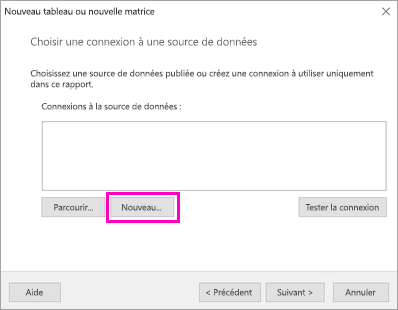 Nouveau tableau ou nouvelle matrice
Choisir une connexion à une source de données
Choisissez une source de données publiée ou créez une connexion à utiliser uniquement
dans ce rapport.
Connexions à la source de données :
Parcourir... Nouveau... Tester la connexion
Aide < Précédent Suivant > Annuler